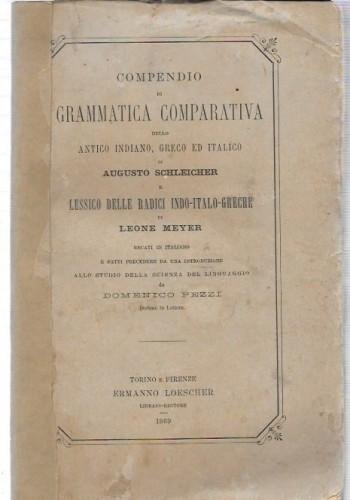 COMPENDIO
DI
GRAMMATICA COMPARATIVA
DELLO
ANTICO INDIANO, GRECO ED ITALICO
DI
AUGUSTO SCHLEICHER
E
LESSICO DELLE RADICI INDO-ITALO-GRECHE
DI
LEONE MEYER
RECATI IN ITALIANO
E FATTI PRECEDERE DA UNA INTRODUZIONE
ALLO STUDIO DELLA SCIENZA DEL LINGUAGGIO
da
DOMENICO PEZZI
Dottore in Lettere.
TORINO E FIRENZE
ERMANNO LOESCHER
LIBRAIO-EDITORE
1869